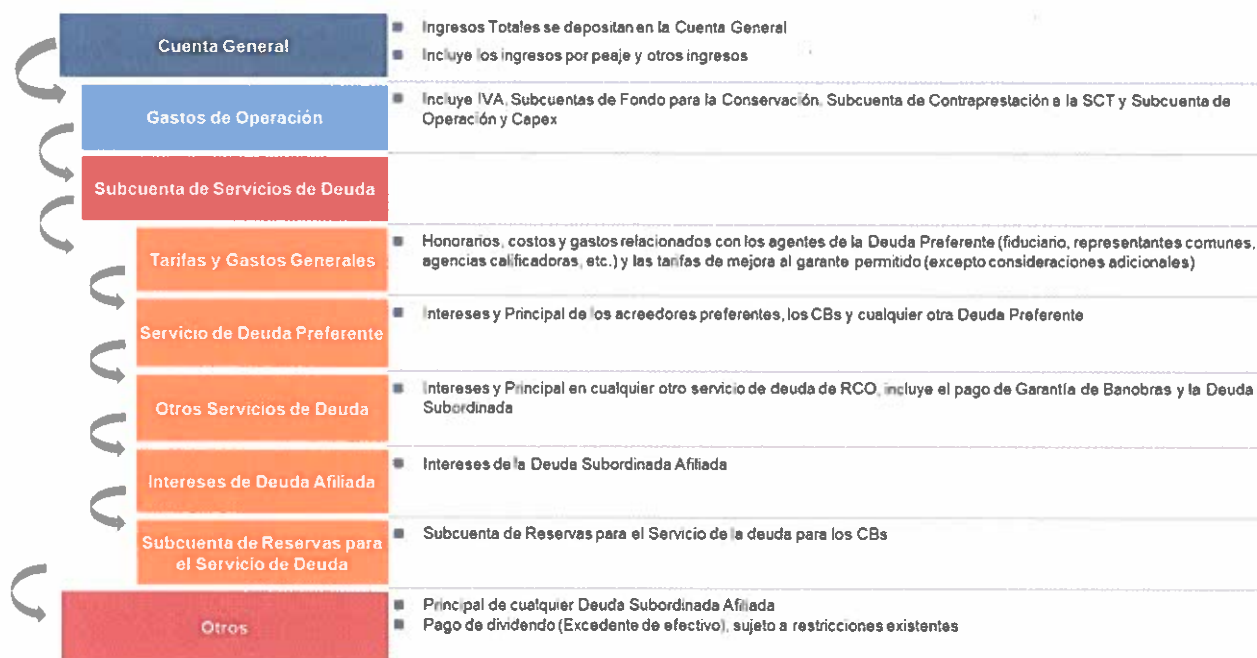 Cuenta General
Ingresos Totales se depositan en la Cuenta General
Incluye los ingresos por peaje y otros ingresos
Gastos de Operación
Incluye IVA, Subcuentas de Fondo para la Conservación, Subcuenta de Contraprestación a la SCT y Subcuenta de
Operación y Capex
Subcuenta de Servicios de Deuda
Tarifas y Gastos Generales
Honorarios, costos y gastos relacionados con los agentes de la Deuda Preferente (fiduciario, representantes comunes,
agencias calificadoras, etc.) y las tarifas de mejora al garante permitido (excepto consideraciones adicionales)
Servicio de Deuda Preferente
Intereses y Principal de los acreedores preferentes, los CBs y cualquier otra Deuda Preferente
Otros Servicios de Deuda
Intereses y Principal en cualquier otro servicio de deuda de RCO, incluye el pago de Garantía de Banobras y la Deuda
Subordinada
Intereses de Deuda Afiliada
Intereses de la Deuda Subordinada Afiliada
Subcuenta de Reservas para
el Servicio de Deuda
Subcuenta de Reservas para el Servicio de la deuda para los CBs
Otros
Principal de cualquier Deuda Subordinada Afiliada
Pago de dividendo (Excedente de efectivo), sujeto a restricciones existentes